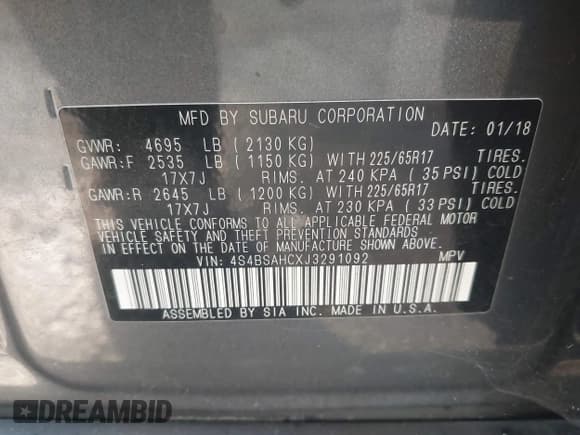 MFD BY SUBARU CORPORATION
DATE: 01/18
GVWR: 4695 LB ( 2130 KG)
GAWR:F 2535 LB ( 1150 KG) WITH 225/65R17 TIRES.
17X7J RIMS. AT 240 KPA ( 35 PSI) COLD
GAWR:R 2645 LB ( 1200 KG) WITH 225/65R17 TIRES.
17X7J RIMS. AT 230 KPA ( 33 PSI) COLD
THIS VEHICLE CONFORMS TO ALL APPLICABLE FEDERAL MOTOR
VEHICLE SAFETY AND THEFT PREVENTION STANDARDS
IN EFFECT ON THE DATE OF MANUFACTURE SHOWN ABOVE.
VIN: 4S4BSAHCXJ3291092 MPV
ASSEMBLED BY SIA INC. MADE IN U.S.A.
DREAMBID